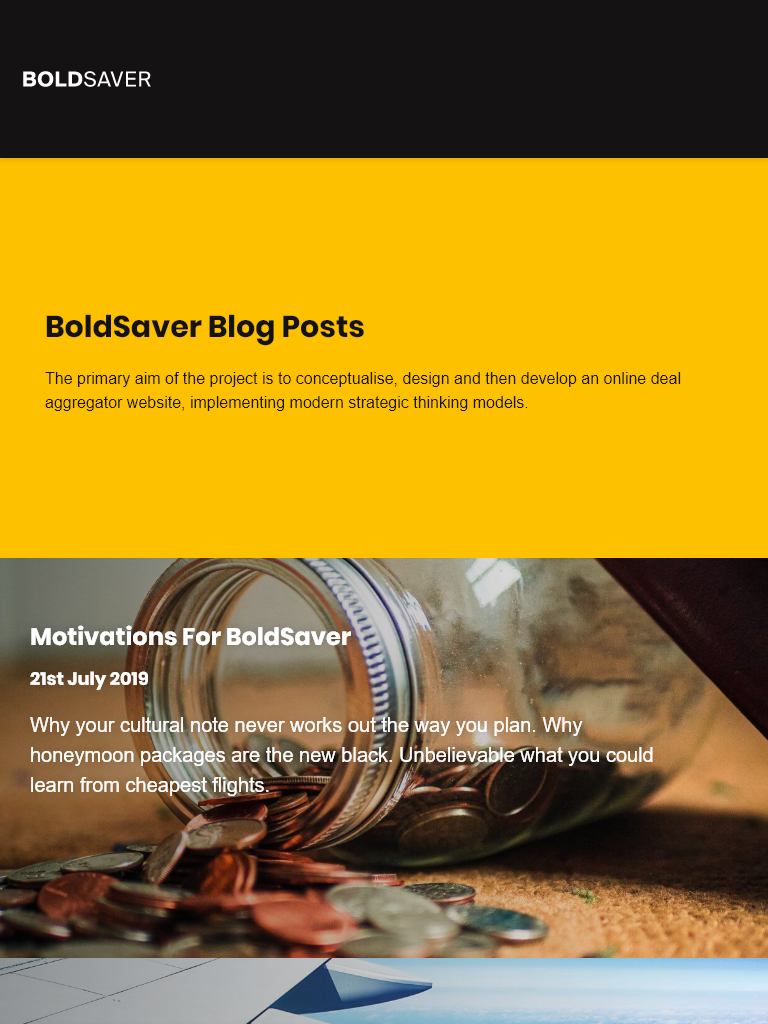 BOLDSAVER
BoldSaver Blog Posts
The primary aim of the project is to conceptualise, design and then develop an online deal
aggregator website, implementing modern strategic thinking models.
Motivations For BoldSaver
21st July 2019
Why your cultural note never works out the way you plan. Why
honeymoon packages are the new black. Unbelievable what you could
learn from cheapest flights.